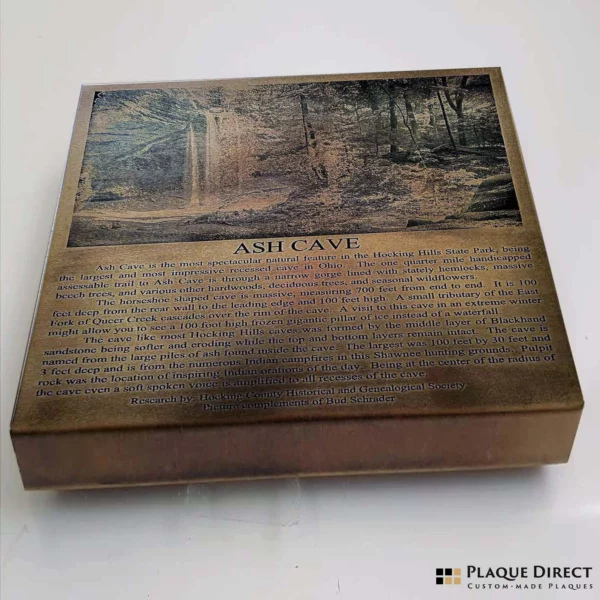 ASH CAVE
Ash Cave is the most spectacular natural feature in the Hocking Hills State Park, being
the largest and most impressive recessed cave in Ohio. The one quarter mile handicapped
assessable trail to Ash Cave is through a narrow gorge lined with stately hemlocks, massive
beech trees, and various other hardwoods, deciduous trees, and seasonal wildflowers.
The horseshoe shaped cave is massive, measuring 700 feet from end to end. It is 100
feet deep from the rear wall to the leading edge and 100 feet high. A small tributary of the East
Fork of Queer Creek cascades over the rim of the cave. A visit to this cave in an extreme winter
might allow you to see a 100 foot high frozen gigantic pillar of ice instead of a waterfall.
The cave like most Hocking Hills caves was formed by the middle layer of Blackhand
sandstone being softer and eroding while the top and bottom layers remain intact. The cave is
named from the large piles of ash found inside the cave. The largest was 100 feet by 30 feet and
3 feet deep and is from the numerous Indian campfires in this Shawnee hunting grounds. Pulpit
rock was the location of inspiring Indian orations of the day. Being at the center of the radius of
the cave even a soft spoken voice is amplified to all recesses of the cave.
Research by: Hocking County Historical and Genealogical Society
Picture complements of Bud Schrader
PLAQUE DIRECT
CUSTOM-MADE PLAQUES